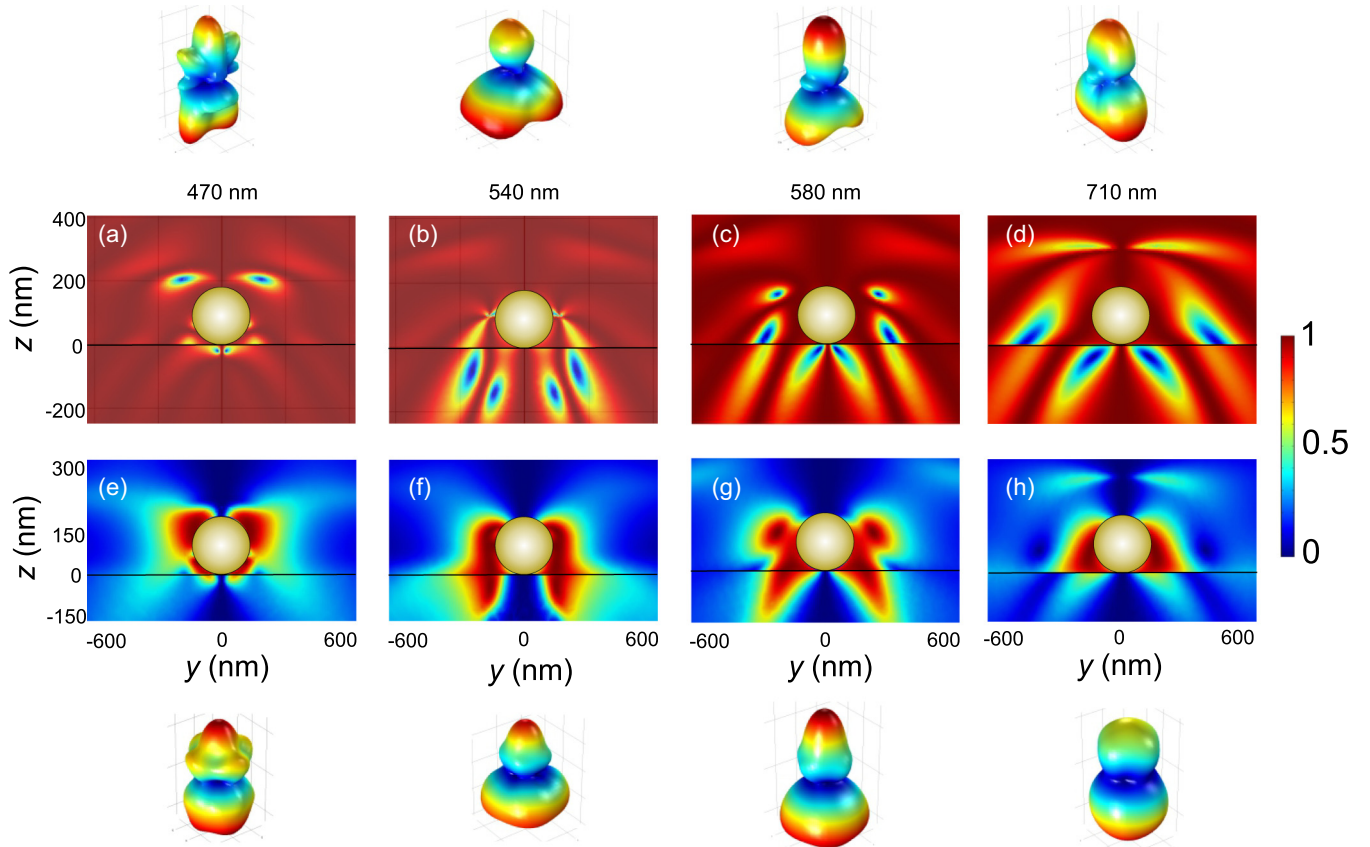 470 nm 540 nm 580 nm 710 nm
400
200
0
-200
z (nm)
(a) (b) (c) (d)
1
0.5
0
300
150
0
-150
z (nm)
(e) (f) (g) (h)
-600 0 600 -600 0 600 -600 0 600 -600 0 600
y (nm) y (nm) y (nm) y (nm)